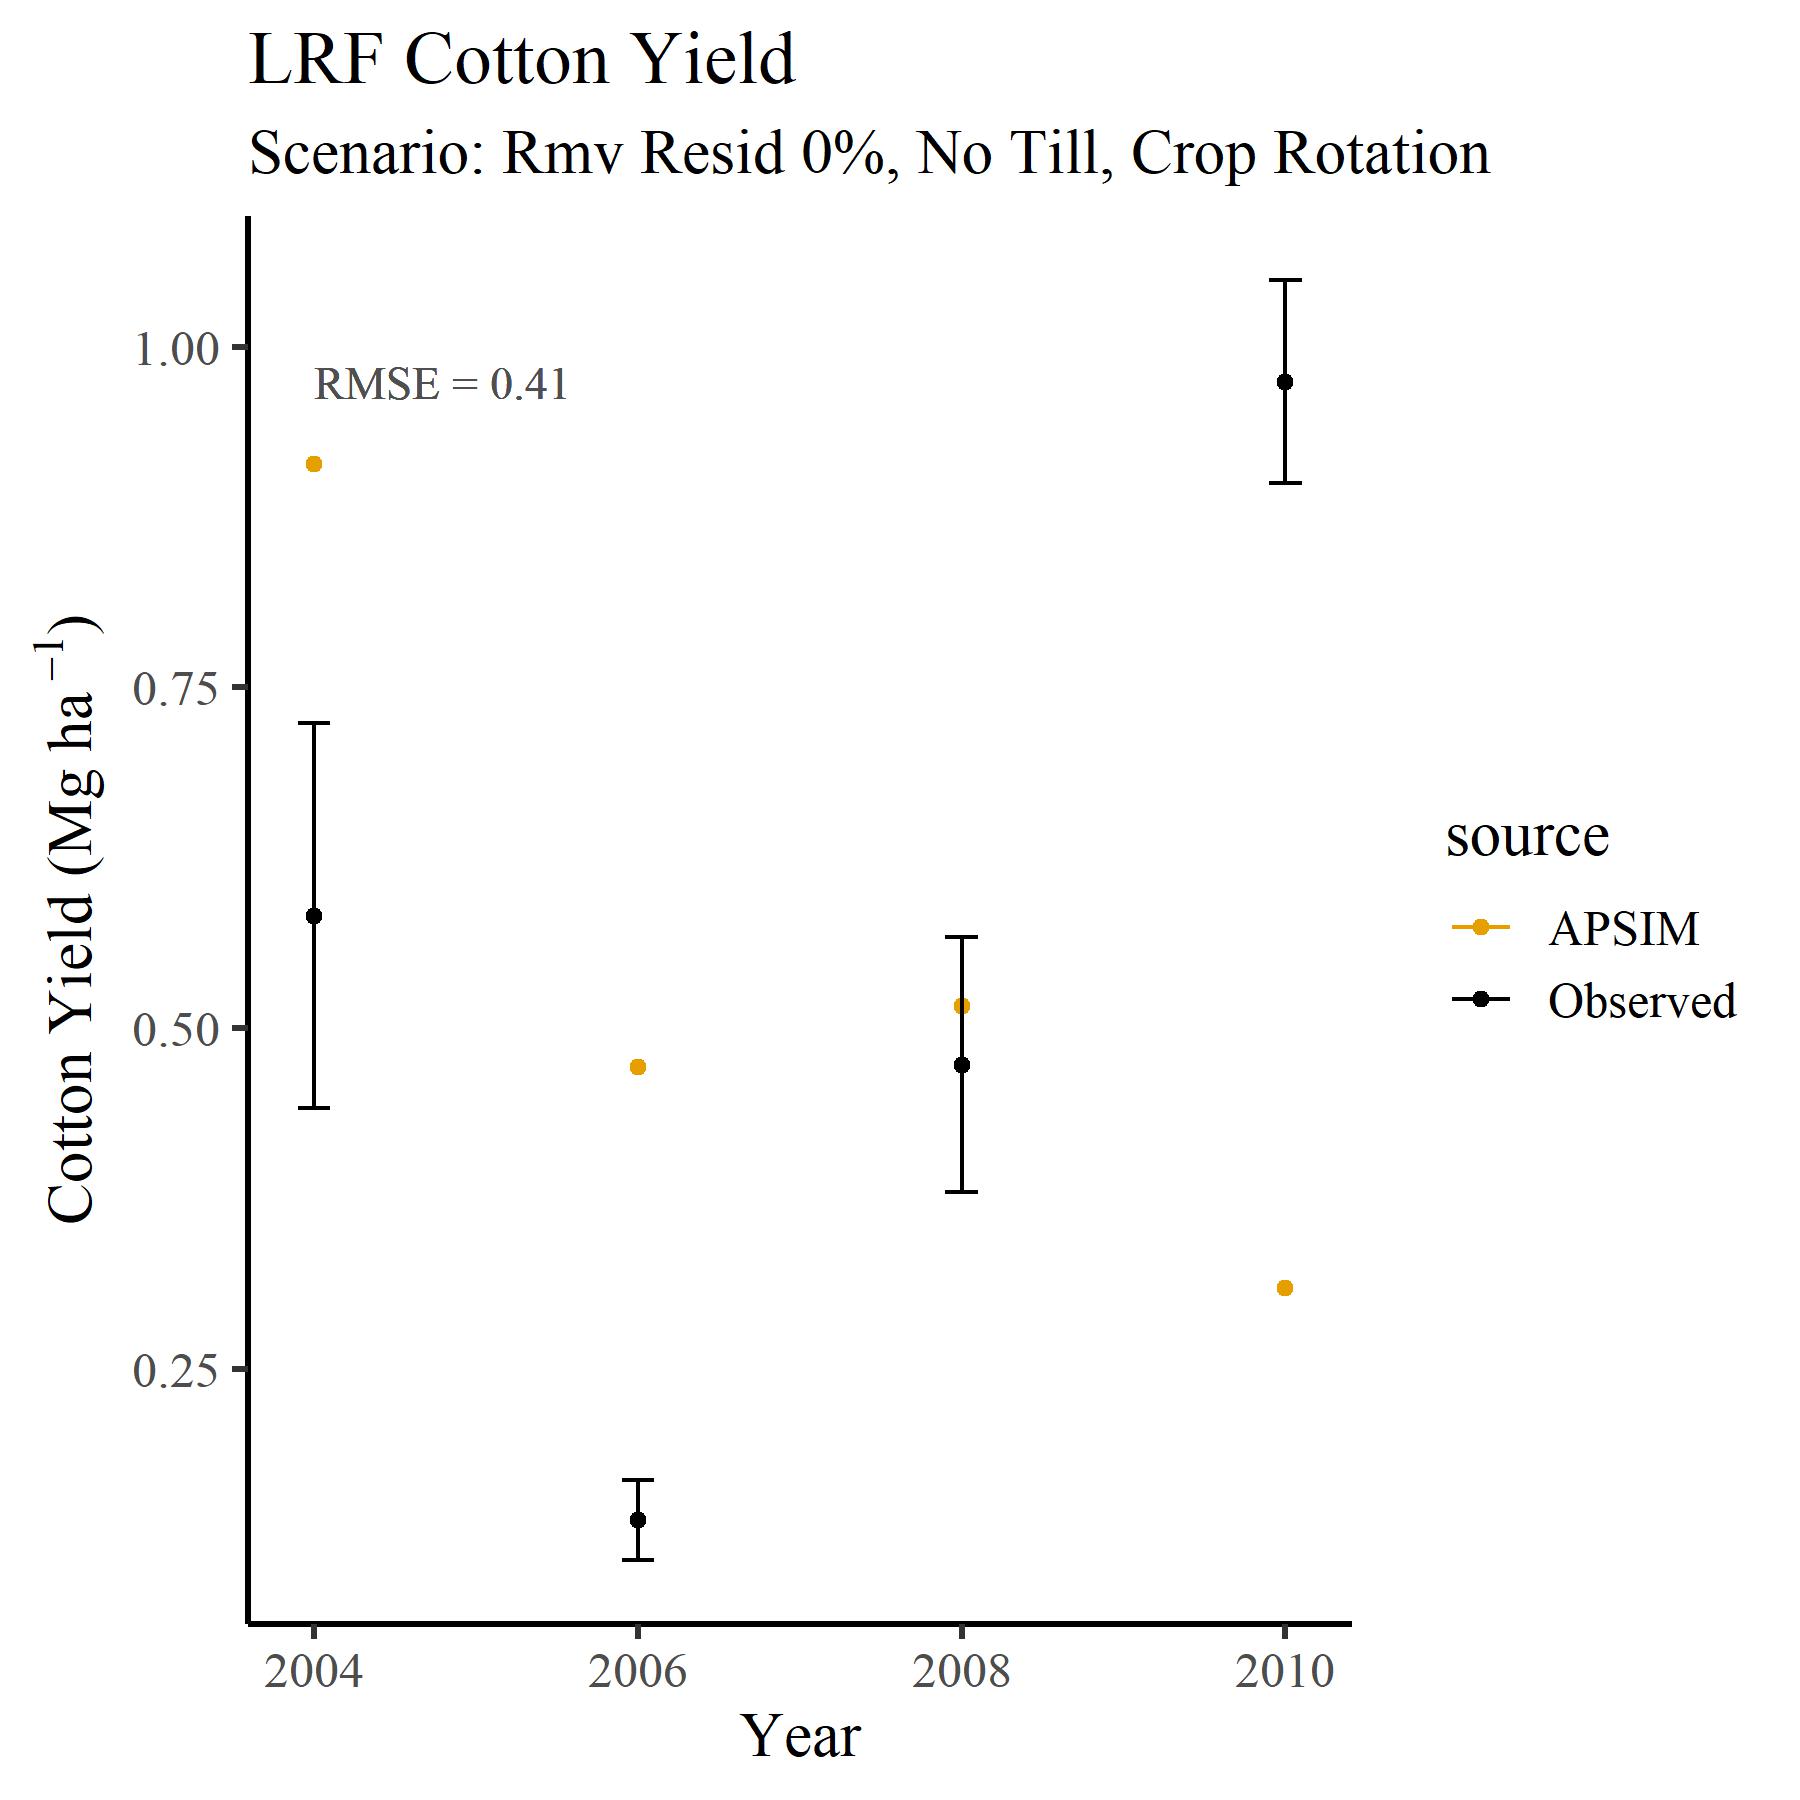 LRF Cotton Yield
Scenario: Rmv Resid 0%, No Till, Crop Rotation
Cotton Yield (Mg ha⁻¹)
1.00
0.75
0.50
0.25
RMSE = 0.41
2004
2006
2008
2010
Year
source
APSIM
Observed